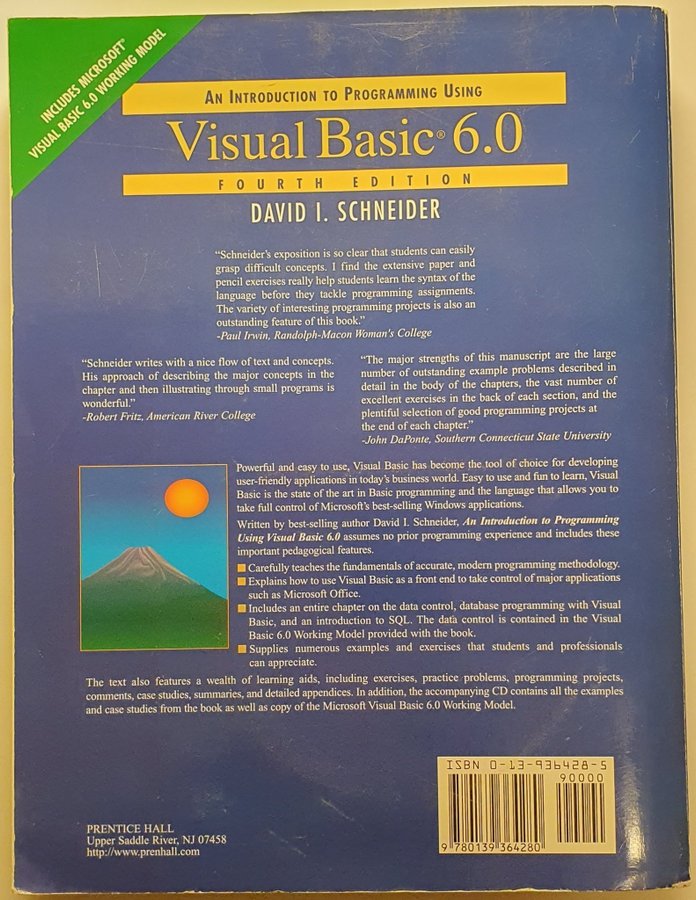 INCLUDES MICROSOFT®
VISUAL BASIC 6.0 WORKING MODEL
AN INTRODUCTION TO PROGRAMMING USING
Visual Basic® 6.0
FOURTH EDITION
DAVID I. SCHNEIDER
“Schneider's exposition is so clear that students can easily
grasp difficult concepts. I find the extensive paper and
pencil exercises really help students learn the syntax of the
language before they tackle programming assignments.
The variety of interesting programming projects is also an
outstanding feature of this book.”
-Paul Irwin, Randolph-Macon Woman's College
“Schneider writes with a nice flow of text and concepts.
His approach of describing the major concepts in the
chapter and then illustrating through small programs is
wonderful.”
-Robert Fritz, American River College
“The major strengths of this manuscript are the large
number of outstanding example problems described in
detail in the body of the chapters, the vast number of
excellent exercises in the back of each section, and the
plentiful selection of good programming projects at
the end of each chapter.”
-John DaPonte, Southern Connecticut State University
Powerful and easy to use, Visual Basic has become the tool of choice for developing
user-friendly applications in today's business world. Easy to use and fun to learn, Visual
Basic is the state of the art in Basic programming and the language that allows you to
take full control of Microsoft's best-selling Windows applications.
Written by best-selling author David I. Schneider, An Introduction to Programming
Using Visual Basic 6.0 assumes no prior programming experience and includes these
important pedagogical features.
■ Carefully teaches the fundamentals of accurate, modern programming methodology.
■ Explains how to use Visual Basic as a front end to take control of major applications
such as Microsoft Office.
■ Includes an entire chapter on the data control, database programming with Visual
Basic, and an introduction to SQL. The data control is contained in the Visual
Basic 6.0 Working Model provided with the book.
■ Supplies numerous examples and exercises that students and professionals
can appreciate.
The text also features a wealth of learning aids, including exercises, practice problems, programming projects,
comments, case studies, summaries, and detailed appendices. In addition, the accompanying CD contains all the examples
and case studies from the book as well as copy of the Microsoft Visual Basic 6.0 Working Model.
PRENTICE HALL
Upper Saddle River, NJ 07458
http://www.prenhall.com
ISBN 0-13-936428-5
90000
9 780139 364280